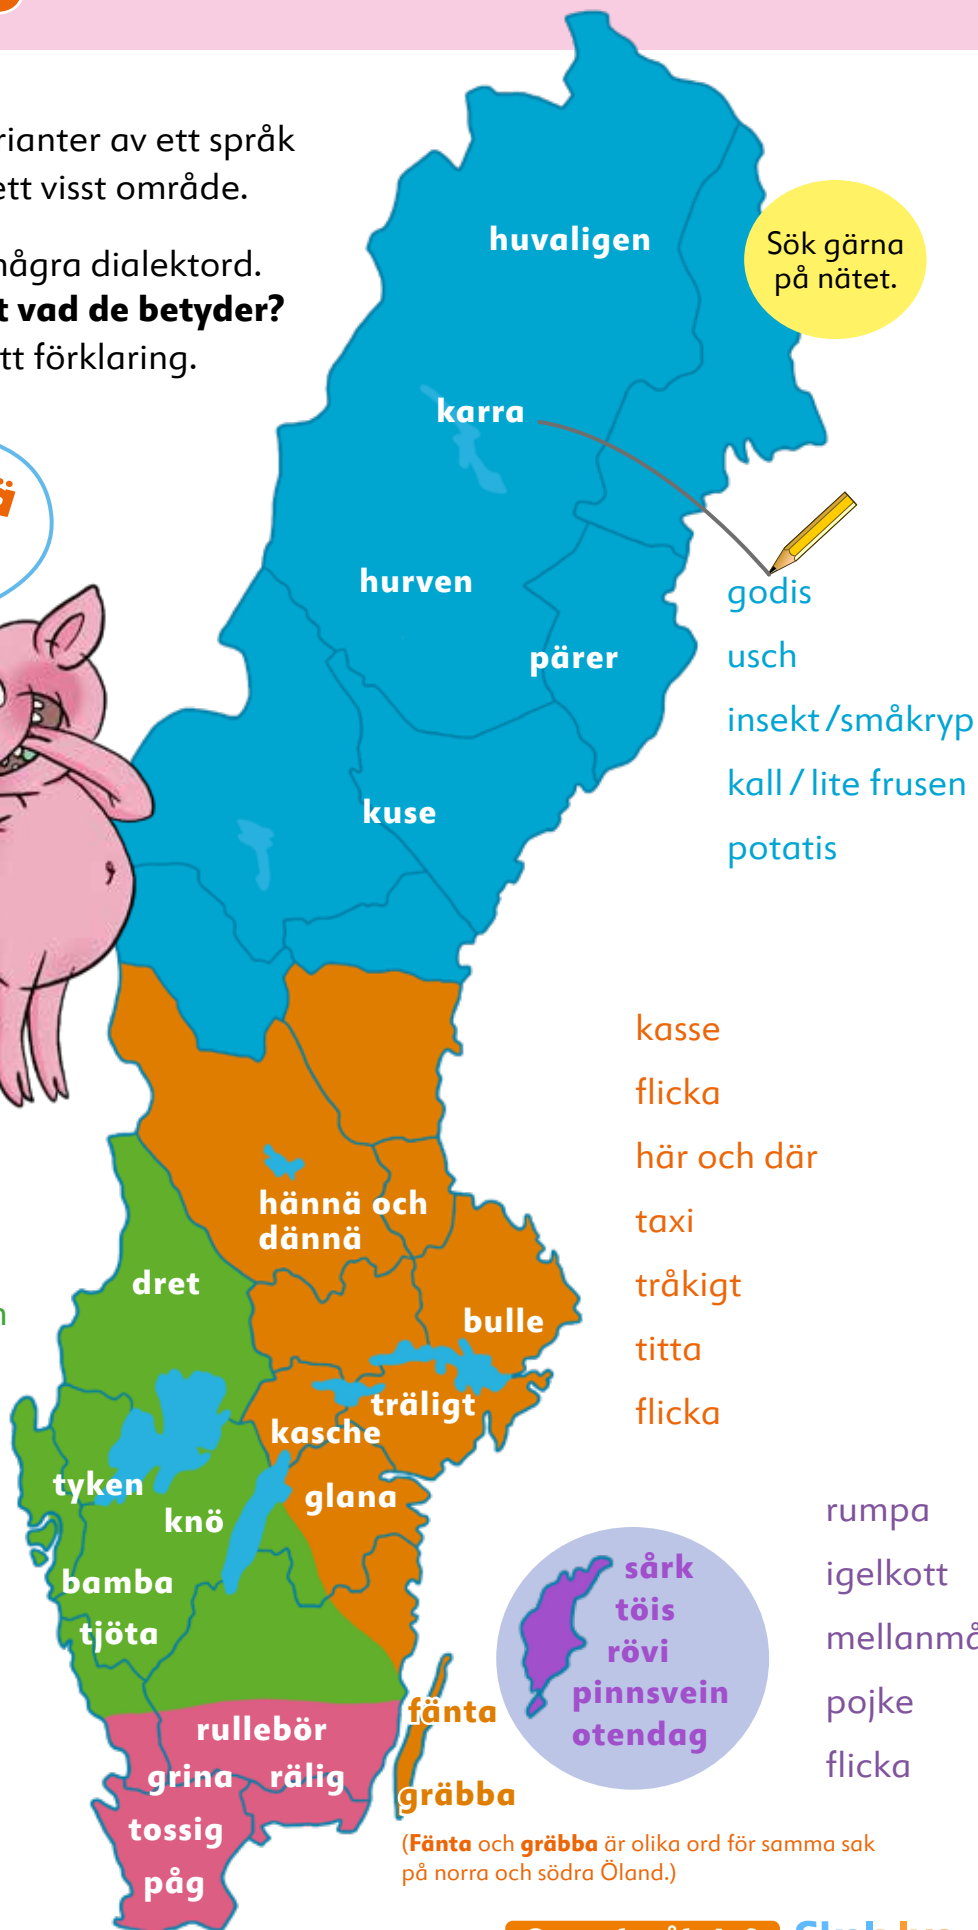 rianter av ett språk
ett visst område.
några dialektord.
t vad de betyder?
tt förklaring.
huvaligen
Sök gärna
på nätet.
karra
hurven
pärer
kuse
godis
usch
insekt/småkryp
kall / lite frusen
potatis
hännä och
dännä
dret
bulle
träligt
kasche
glana
tyken
knö
bamba
tjöta
kasse
flicka
här och där
taxi
tråkigt
titta
flicka
fänta
gräbba
(Fänta och gräbba är olika ord för samma sak
på norra och södra Öland.)
rullebör
grina rälig
tossig
påg
sårk
töis
rövi
pinnsvein
otendag
rumpa
igelkott
mellanmå
pojke
flicka